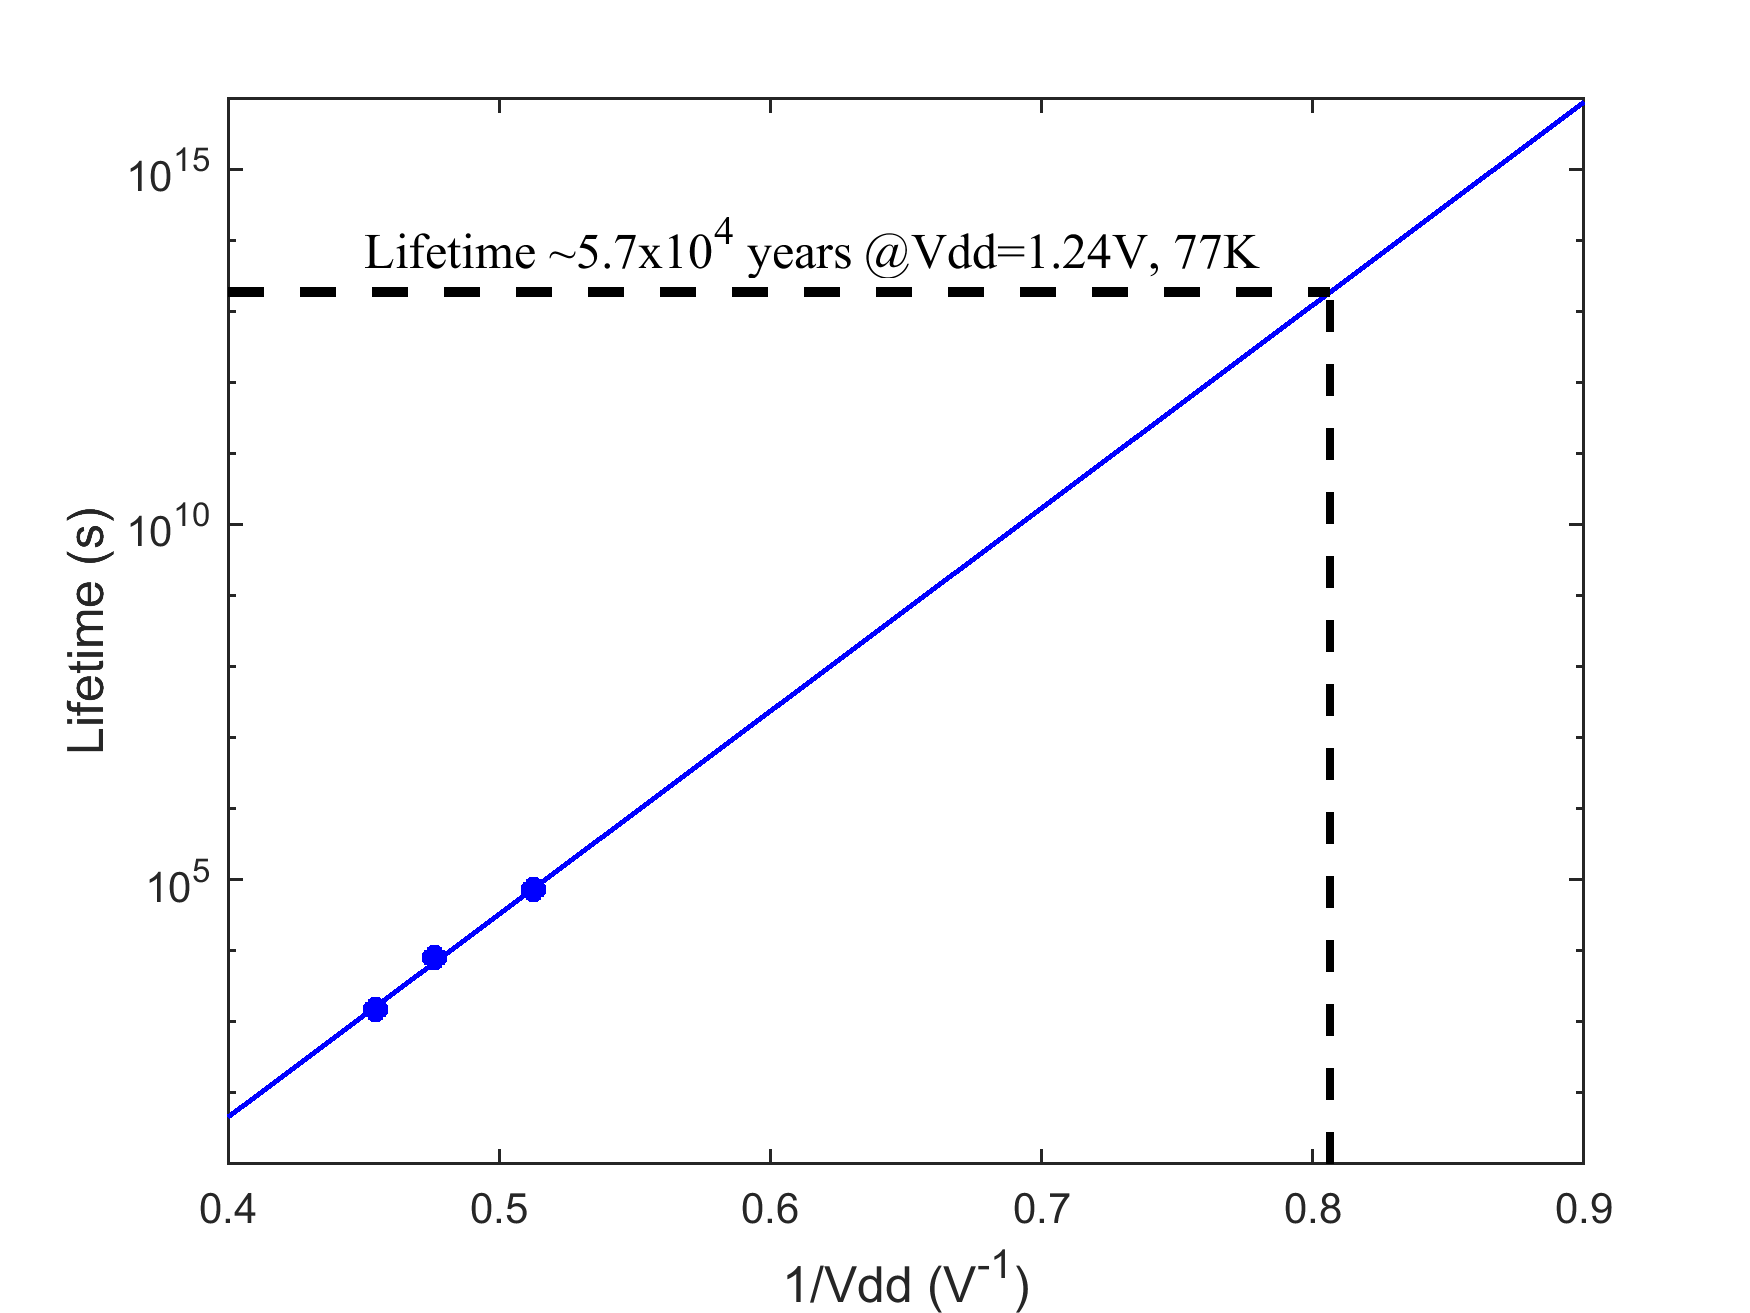 10^15
Lifetime ~5.7x10^4 years @Vdd=1.24V, 77K
10^10
Lifetime (s)
10^5
0.4 0.5 0.6 0.7 0.8 0.9
1/Vdd (V^-1)